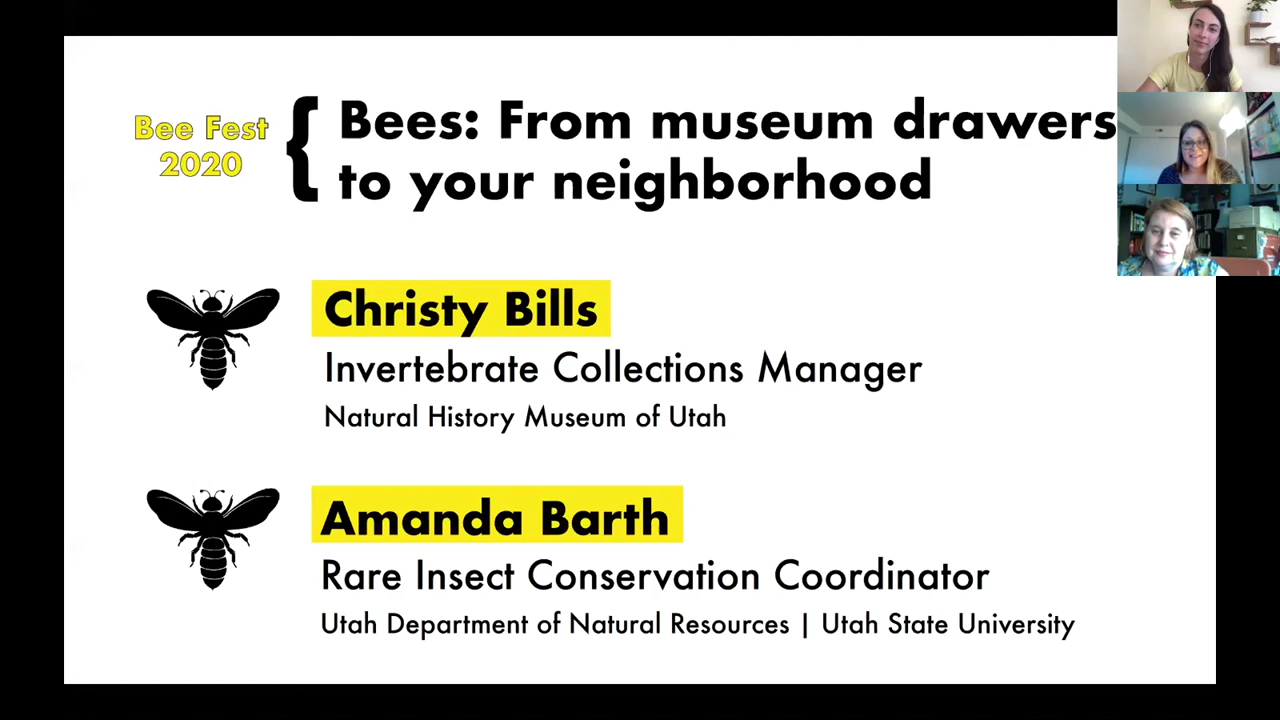 Bee Fest
2020
Bees: From museum drawers
to your neighborhood
Christy Bills
Invertebrate Collections Manager
Natural History Museum of Utah
Amanda Barth
Rare Insect Conservation Coordinator
Utah Department of Natural Resources | Utah State University